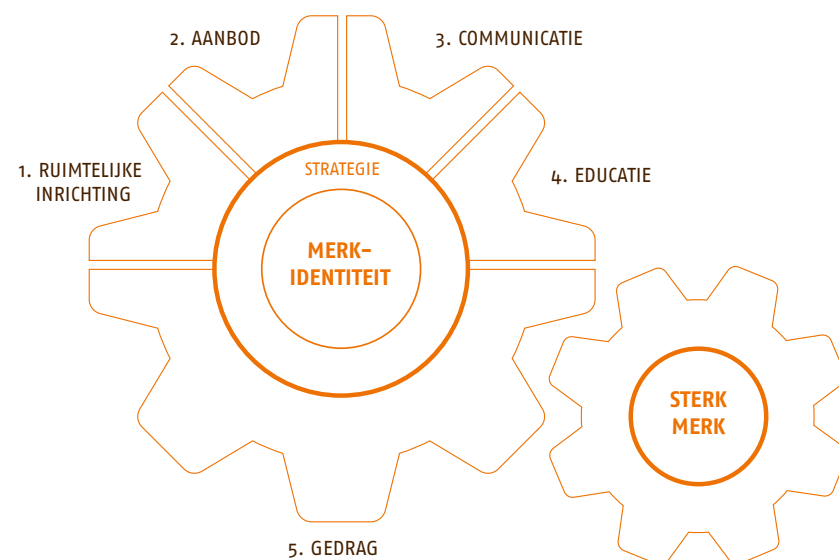 2. AANBOD
3. COMMUNICATIE
1. RUIMTELIJKE
INRICHTING
STRATEGIE
4. EDUCATIE
MERK-
IDENTITEIT
STERK
MERK
5. GEDRAG